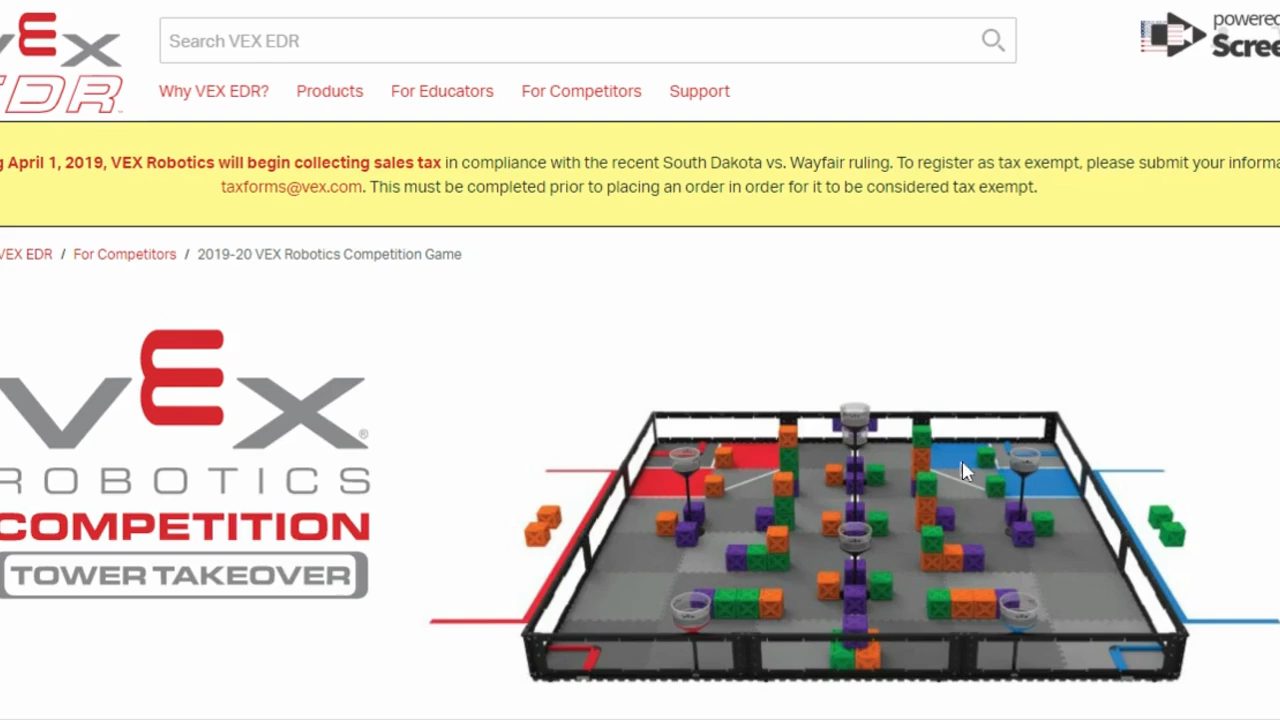 VEX
EDR
Search VEX EDR
powered
Scree
Why VEX EDR? Products For Educators For Competitors Support
g April 1, 2019, VEX Robotics will begin collecting sales tax in compliance with the recent South Dakota vs. Wayfair ruling. To register as tax exempt, please submit your informa
taxforms@vex.com. This must be completed prior to placing an order in order for it to be considered tax exempt.
VEX EDR / For Competitors / 2019-20 VEX Robotics Competition Game
VEX®
ROBOTICS
COMPETITION
TOWER TAKEOVER